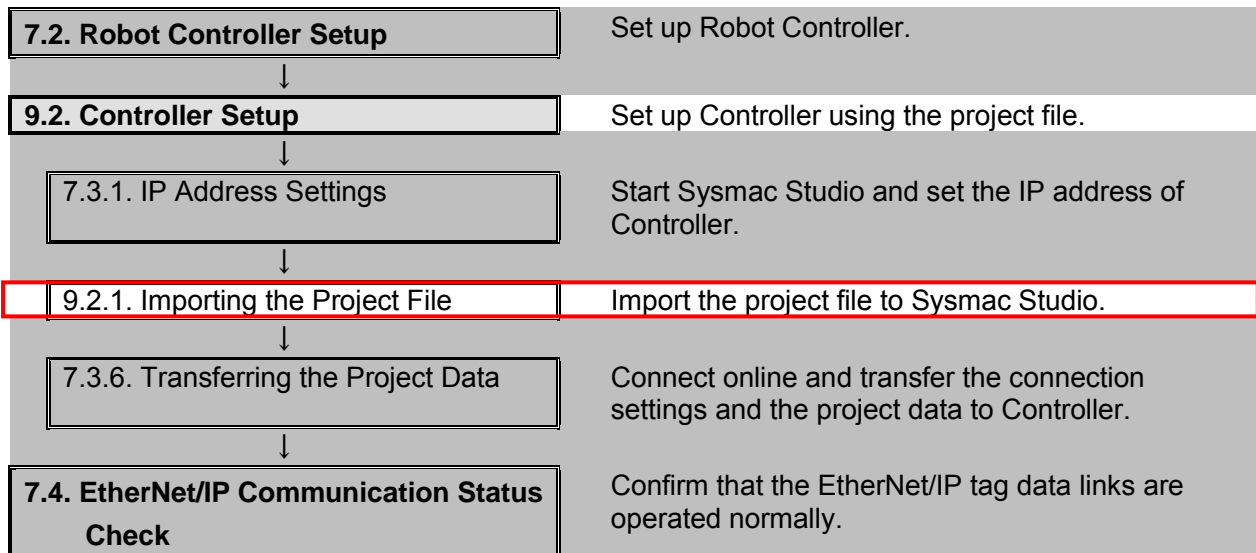 7.2. Robot Controller Setup
Set up Robot Controller.
↓
9.2. Controller Setup
Set up Controller using the project file.
↓
7.3.1. IP Address Settings
Start Sysmac Studio and set the IP address of
Controller.
↓
9.2.1. Importing the Project File
Import the project file to Sysmac Studio.
↓
7.3.6. Transferring the Project Data
Connect online and transfer the connection
settings and the project data to Controller.
↓
7.4. EtherNet/IP Communication Status
Check
Confirm that the EtherNet/IP tag data links are
operated normally.